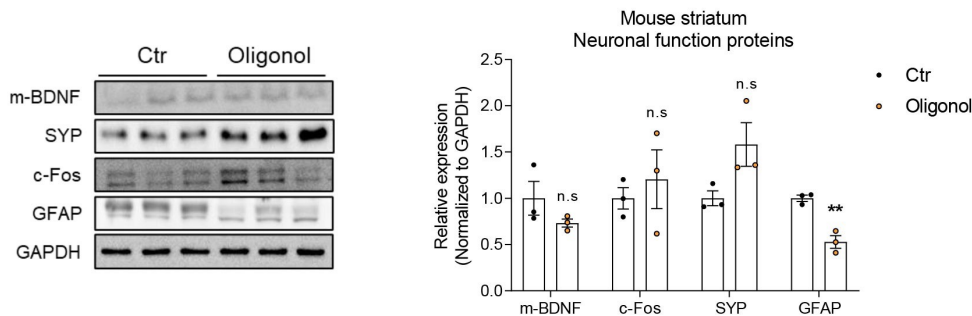 Ctr Oligonol
m-BDNF
SYP
c-Fos
GFAP
GAPDH
Mouse striatum
Neuronal function proteins
Relative expression
(Normalized to GAPDH)
2.5
2.0
1.5
1.0
0.5
0.0
n.s
n.s
n.s
**
m-BDNF c-Fos SYP GFAP
Ctr
Oligonol